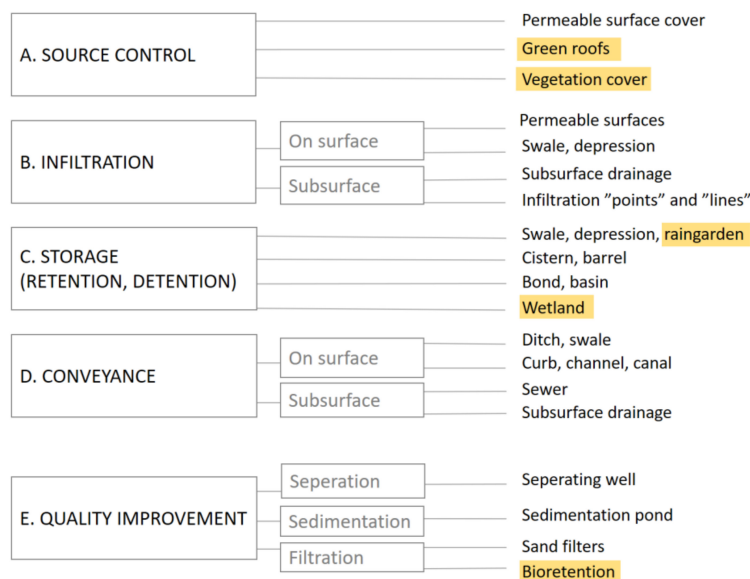 A. SOURCE CONTROL
Permeable surface cover
Green roofs
Vegetation cover
B. INFILTRATION
On surface
Permeable surfaces
Swale, depression
Subsurface
Subsurface drainage
Infiltration ”points” and ”lines”
C. STORAGE
(RETENTION, DETENTION)
Swale, depression, raingarden
Cistern, barrel
Bond, basin
Wetland
D. CONVEYANCE
On surface
Ditch, swale
Curb, channel, canal
Subsurface
Sewer
Subsurface drainage
E. QUALITY IMPROVEMENT
Seperation
Seperating well
Sedimentation
Sedimentation pond
Filtration
Sand filters
Bioretention